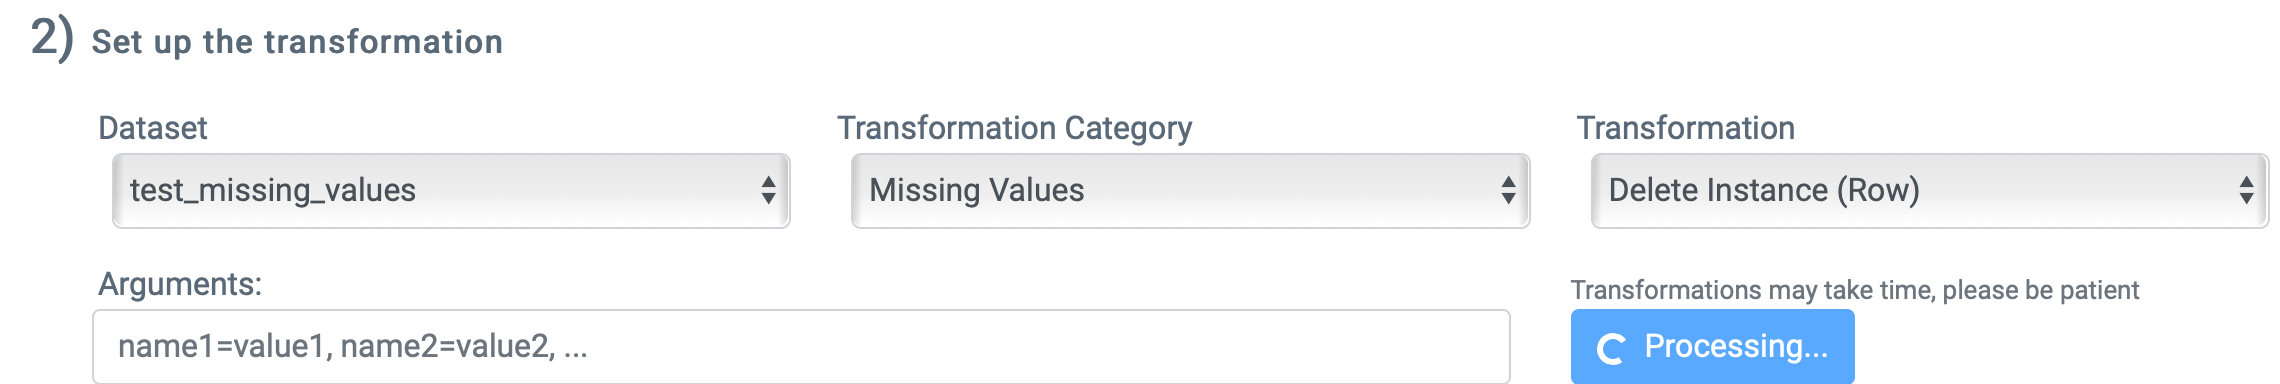 2) Set up the transformation
Dataset
Transformation Category
Transformation
test_missing_values
Missing Values
Delete Instance (Row)
Arguments:
Transformations may take time, please be patient
name1=value1, name2=value2, ...
Processing...